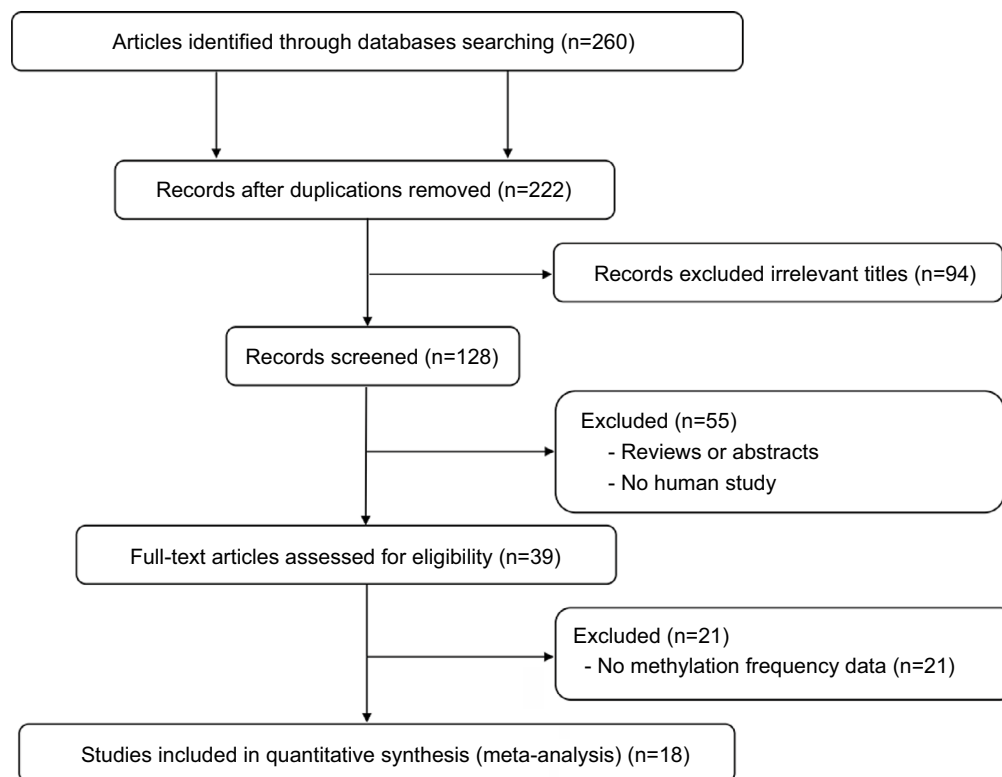 Articles identified through databases searching (n=260)
Records after duplications removed (n=222)
Records excluded irrelevant titles (n=94)
Records screened (n=128)
Excluded (n=55)
- Reviews or abstracts
- No human study
Full-text articles assessed for eligibility (n=39)
Excluded (n=21)
- No methylation frequency data (n=21)
Studies included in quantitative synthesis (meta-analysis) (n=18)